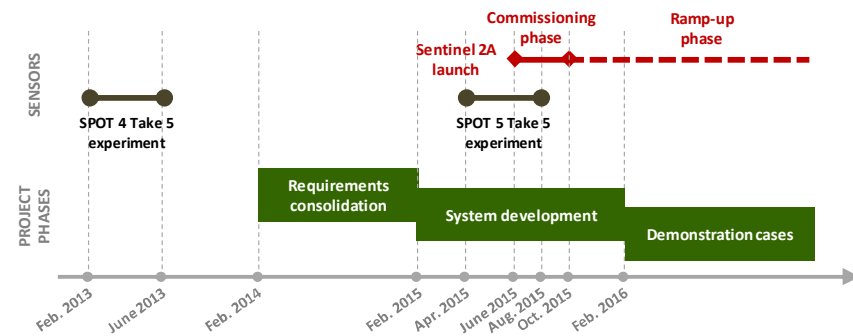 Commissioning
phase
Ramp-up
phase
Sentinel 2A
launch
SENSORS
SPOT 4 Take 5
experiment
SPOT 5 Take 5
experiment
PROJECT
PHASES
Requirements
consolidation
System development
Demonstration cases
Feb. 2013
June 2013
Feb. 2014
Feb. 2015
Apr. 2015
June 2015
Aug. 2015
Oct. 2015
Feb. 2016